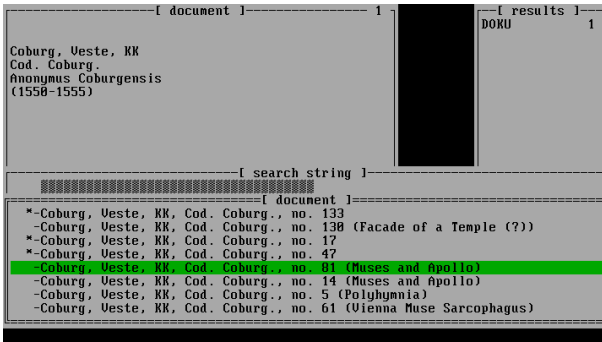 [ document ] 1
[ results ]
DOKU 1
Coburg, Veste, KK
Cod. Coburg.
Anonymus Coburgensis
(1550-1555)
[ search string ]
[ document ]
*-Coburg, Veste, KK, Cod. Coburg., no. 133
-Coburg, Veste, KK, Cod. Coburg., no. 130 (Facade of a Temple (?))
*-Coburg, Veste, KK, Cod. Coburg., no. 17
*-Coburg, Veste, KK, Cod. Coburg., no. 47
-Coburg, Veste, KK, Cod. Coburg., no. 81 (Muses and Apollo)
-Coburg, Veste, KK, Cod. Coburg., no. 14 (Muses and Apollo)
-Coburg, Veste, KK, Cod. Coburg., no. 5 (Polyhymnia)
-Coburg, Veste, KK, Cod. Coburg., no. 61 (Vienna Muse Sarcophagus)